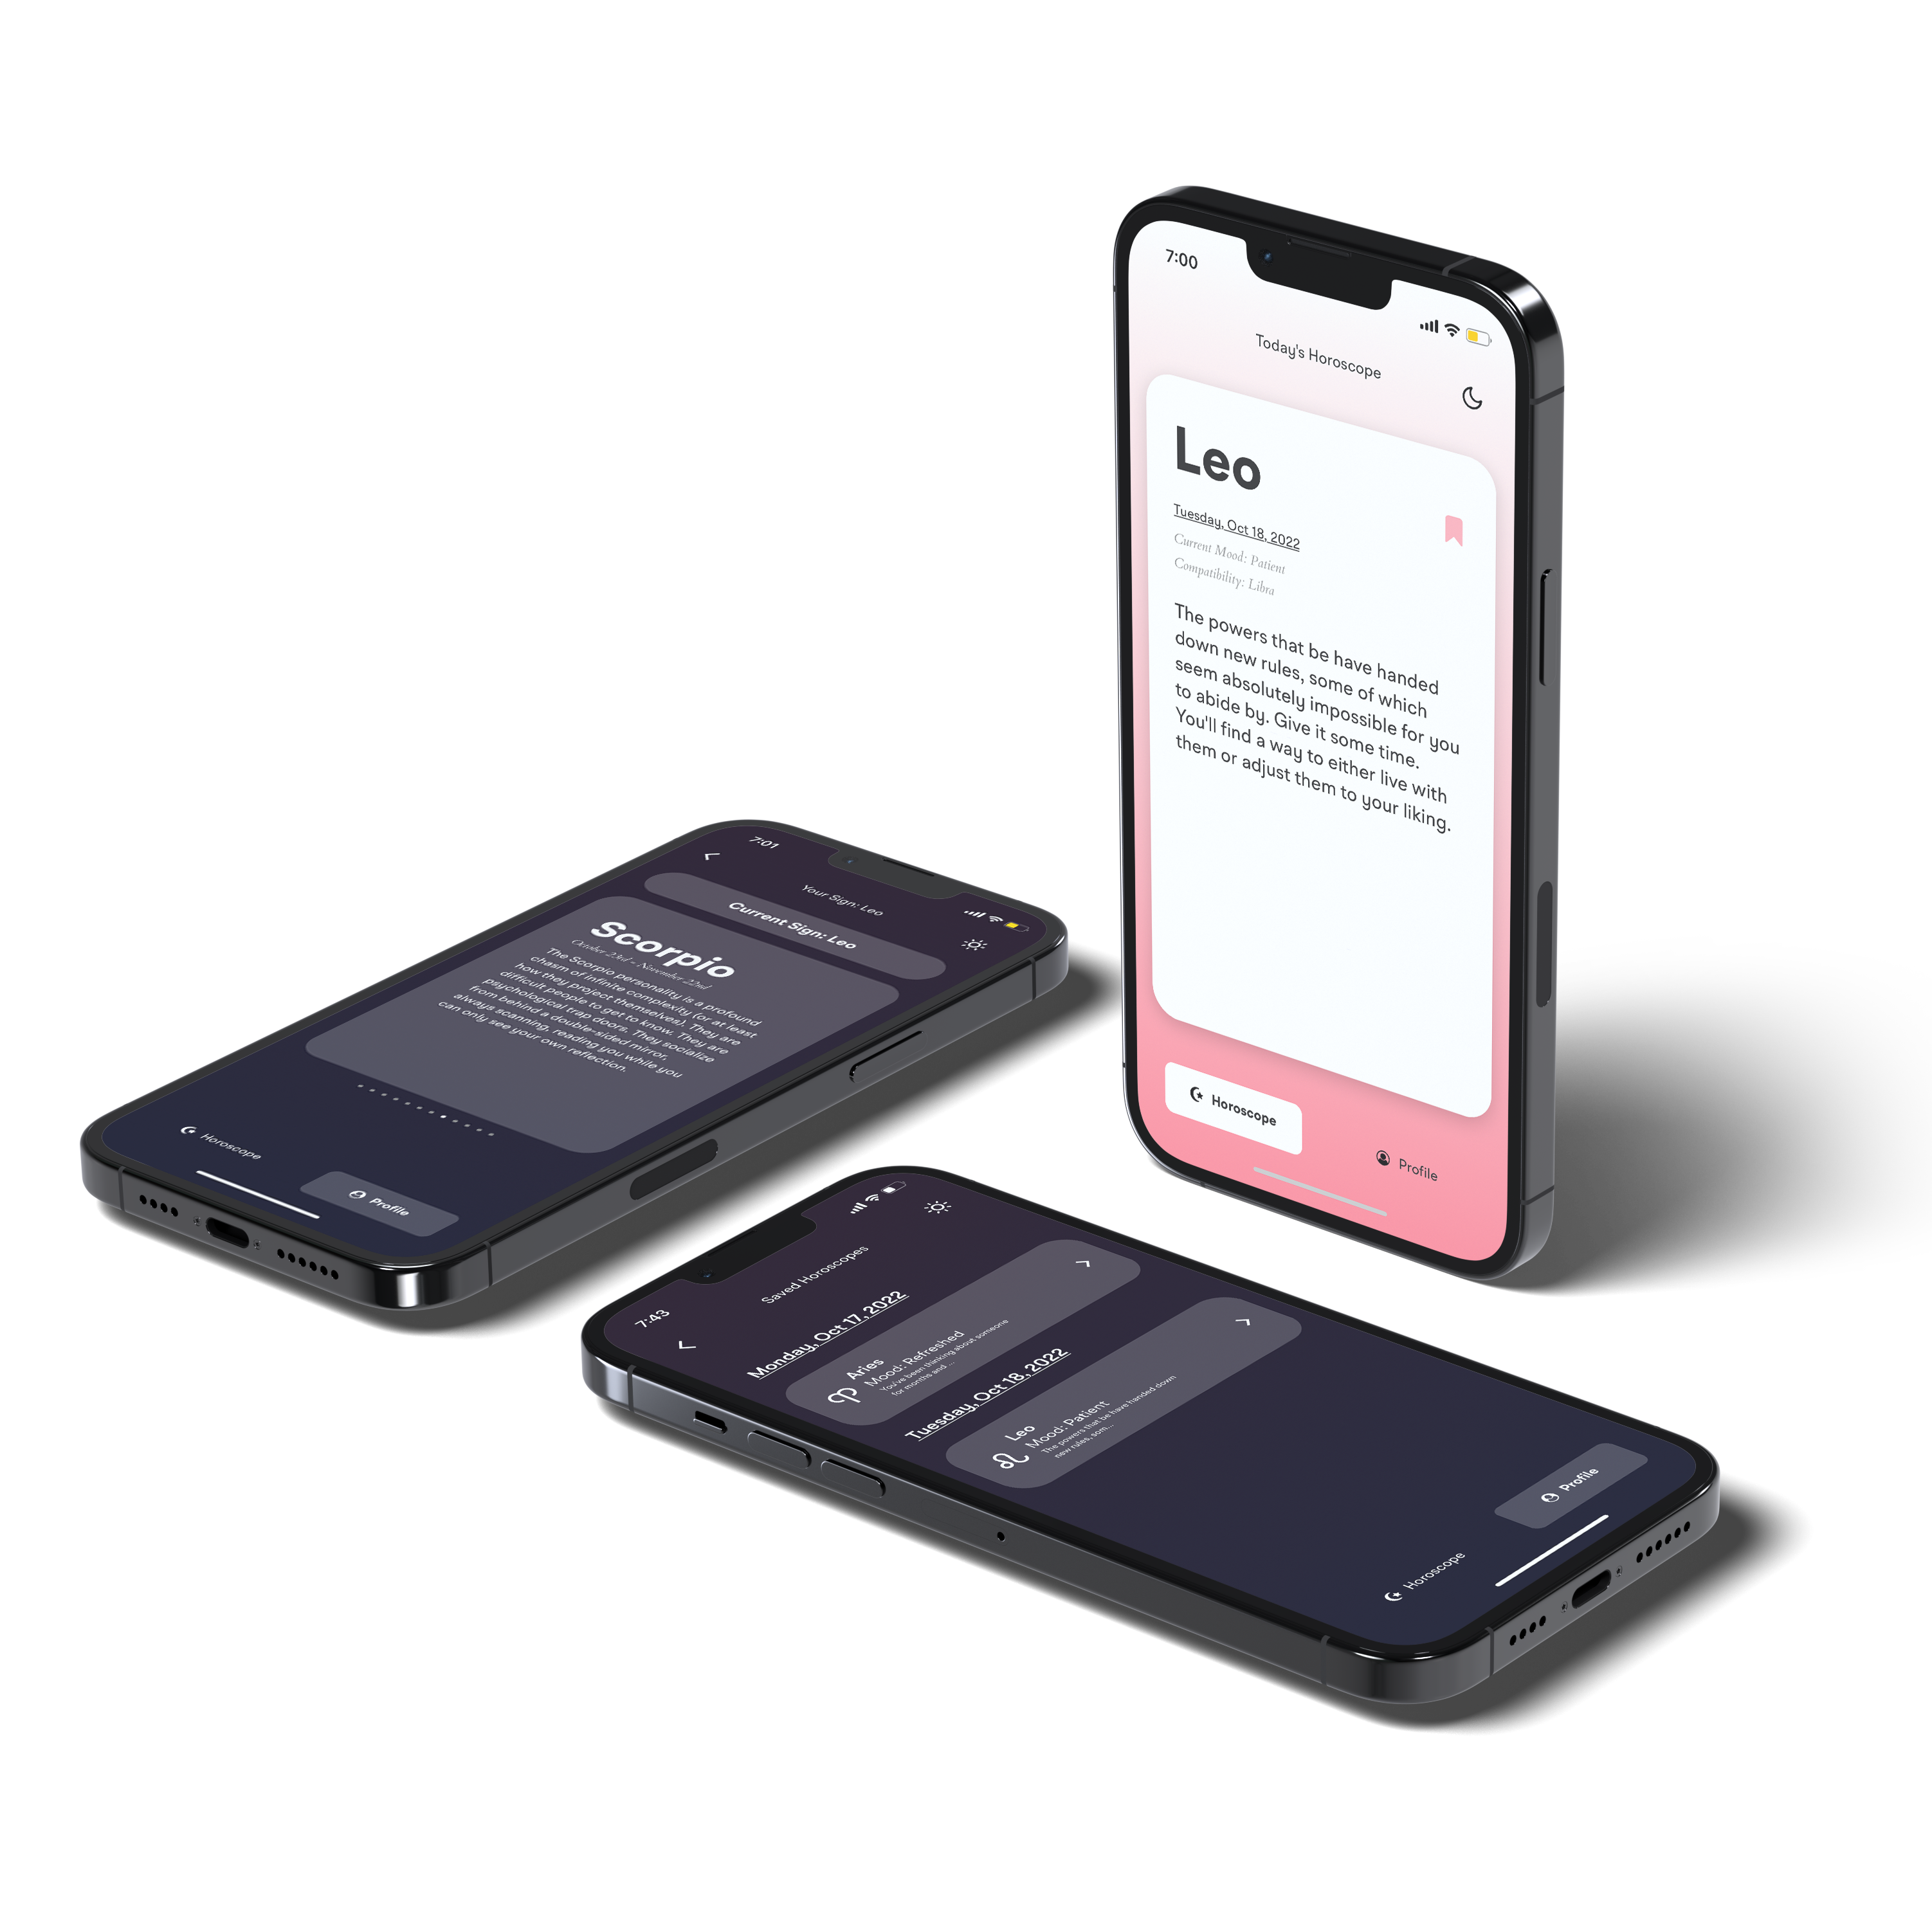 7:00
Today's Horoscope
Leo
Tuesday, Oct 18, 2022
Current Mood: Patient
Compatibility: Libra
The powers that be have handed
down new rules, some of which
seem absolutely impossible for you
to abide by. Give it some time.
You'll find a way to either live with
them or adjust them to your liking.
Horoscope
Profile
7:01
Your Sign: Leo
Current Sign: Leo
Scorpio
October 23rd - November 22nd
The Scorpio personality is a profound
chasm of infinite complexity (or at least
how they project themselves). They are
difficult people to get to know. They are
psychological trap doors. They socialize
from behind a double-sided mirror,
always scanning, reading you while you
can only see your own reflection.
Horoscope
Profile
7:43
Saved Horoscopes
Monday, Oct 17, 2022
Aries
Mood: Refreshed
You've been thinking about someone
for months and ...
Tuesday, Oct 18, 2022
Leo
Mood: Patient
The powers that be have handed down
new rules, som...
Horoscope
Profile